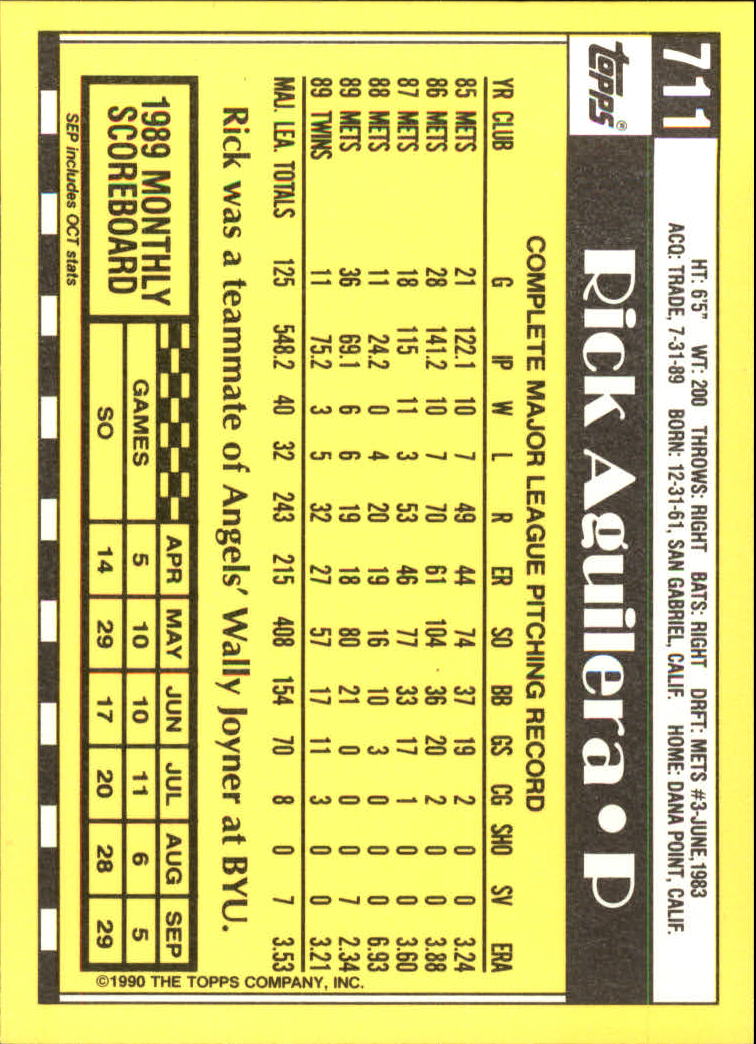 711
HT: 6'5" WT: 200 THROWS: RIGHT BATS: RIGHT DRFT: METS #3-JUNE, 1983
ACQ: TRADE, 7-31-89 BORN: 12-31-61, SAN GABRIEL, CALIF. HOME: DANA POINT, CALIF.
topps® Rick Aguilera • P
COMPLETE MAJOR LEAGUE PITCHING RECORD
YR CLUB G IP W L R ER SO BB GS CG SHO SV ERA
85 METS 21 122.1 10 7 49 44 74 37 19 2 0 0 3.24
86 METS 28 141.2 10 7 70 61 104 36 20 2 0 0 3.88
87 METS 18 115 11 3 53 46 77 33 17 1 0 0 3.60
88 METS 11 24.2 0 4 20 19 16 10 3 0 0 0 6.93
89 METS 36 69.1 6 6 19 18 80 21 0 0 0 7 2.34
89 TWINS 11 75.2 3 5 32 27 57 17 11 3 0 0 3.21
MAJ. LEA. TOTALS 125 548.2 40 32 243 215 408 154 70 8 0 7 3.53
Rick was a teammate of Angels' Wally Joyner at BYU.
1989 MONTHLY
SCOREBOARD
APR MAY JUN JUL AUG SEP
GAMES 5 10 10 11 6 5
SO 14 29 17 20 28 29
SEP includes OCT stats
©1990 THE TOPPS COMPANY, INC.